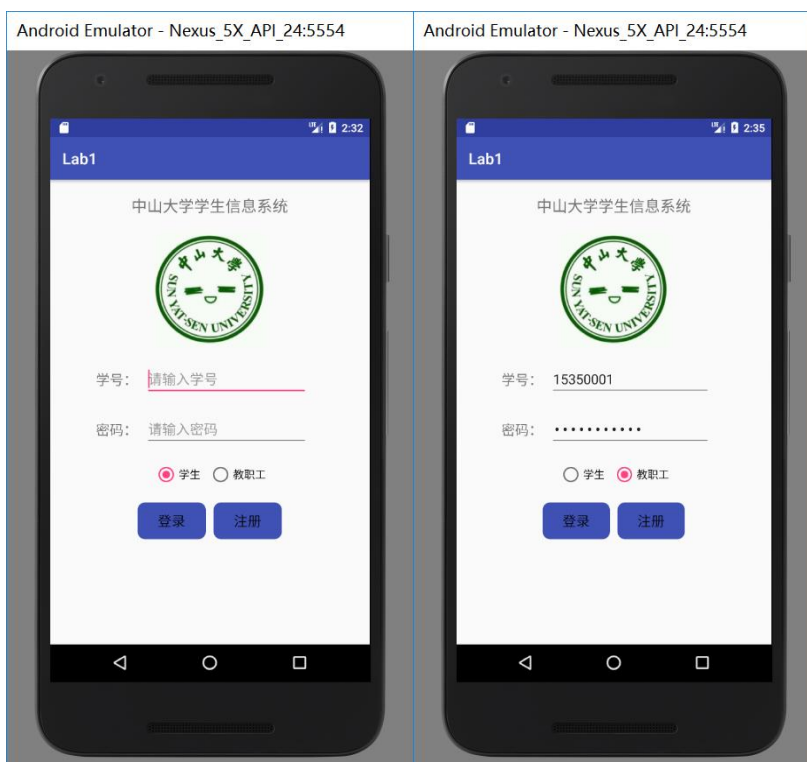 Android Emulator - Nexus_5X_API_24:5554
2:32
Lab1
中山大学学生信息系统
中山大学
SUN YAT-SEN UNIVERSITY
学号： 请输入学号
密码： 请输入密码
学生 教职工
登录 注册
Android Emulator - Nexus_5X_API_24:5554
2:35
Lab1
中山大学学生信息系统
中山大学
SUN YAT-SEN UNIVERSITY
学号： 15350001
密码： ···········
学生 教职工
登录 注册